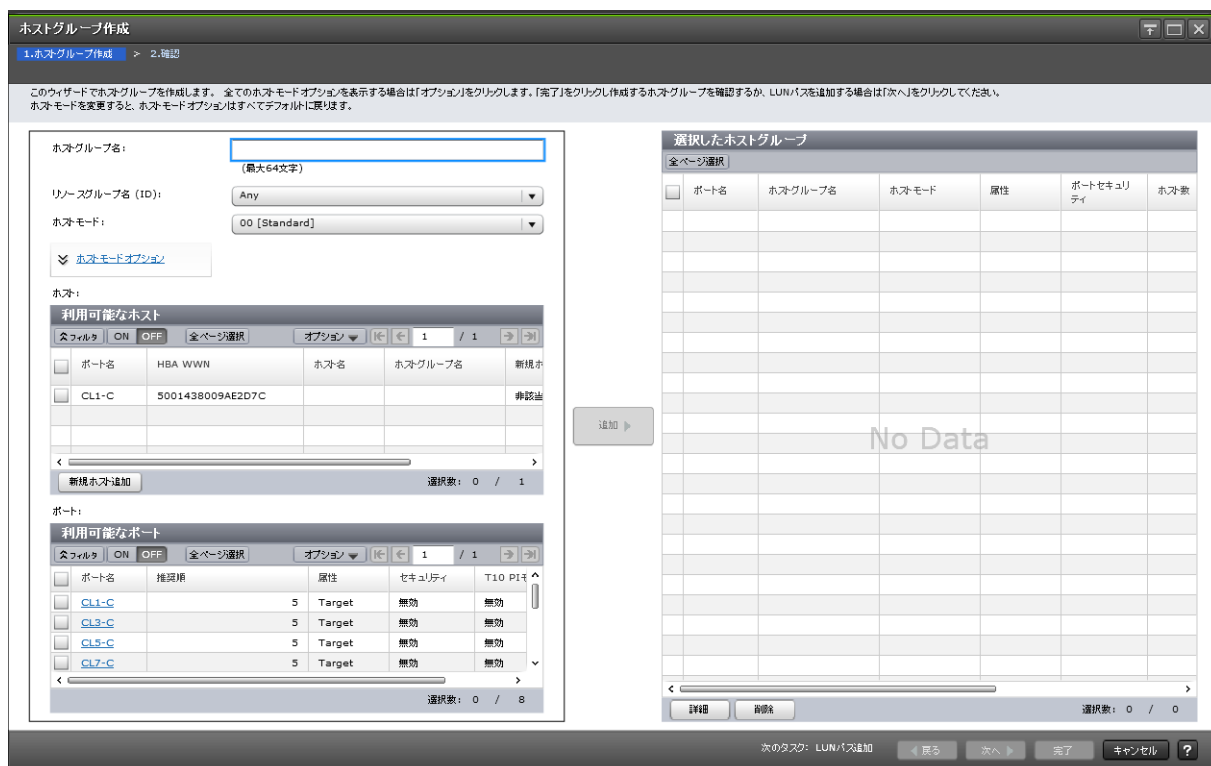 ホストグループ作成
1.ホストグループ作成 > 2.確認
このウィザードでホストグループを作成します。 全てのホストモードオプションを表示する場合は「オプション」をクリックします。「完了」をクリックし作成するホストグループを確認するか、LUNパスを追加する場合は「次へ」をクリックしてください。
ホストモードを変更すると、ホストモードオプションはすべてデフォルトに戻ります。
ホストグループ名:
(最大64文字)
リソースグループ名 (ID): Any
ホストモード: 00 [Standard]
ホストモードオプション
ホスト:
利用可能なホスト
フィルタ ON OFF 全ページ選択 オプション 1 / 1
ポート名 HBA WWN ホスト名 ホストグループ名 新規ホ
CL1-C 5001438009AE2D7C 非該当
新規ホスト追加 選択数: 0 / 1
ポート:
利用可能なポート
フィルタ ON OFF 全ページ選択 オプション 1 / 1
ポート名 推奨順 属性 セキュリティ T10 PIモ
CL1-C 5 Target 無効 無効
CL3-C 5 Target 無効 無効
CL5-C 5 Target 無効 無効
CL7-C 5 Target 無効 無効
選択数: 0 / 8
追加
選択したホストグループ
全ページ選択
ポート名 ホストグループ名 ホストモード 属性 ポートセキュリ
ティ ホスト数
No Data
詳細 削除 選択数: 0 / 0
次のタスク: LUNパス追加 戻る 次へ 完了 キャンセル ?